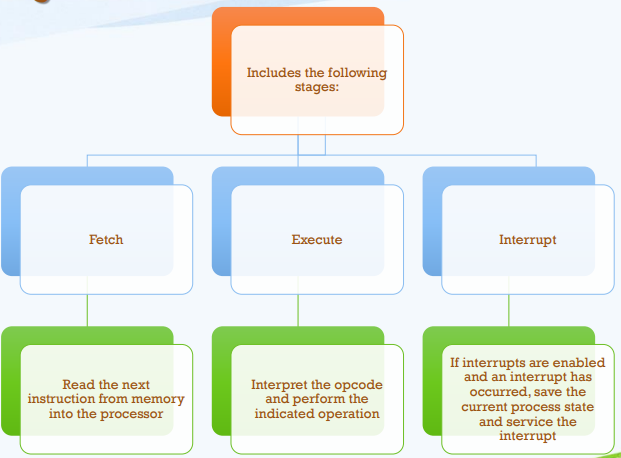 Includes the following
stages:
Fetch
Execute
Interrupt
Read the next
instruction from memory
into the processor
Interpret the opcode
and perform the
indicated operation
If interrupts are enabled
and an interrupt has
occurred, save the
current process state
and service the
interrupt